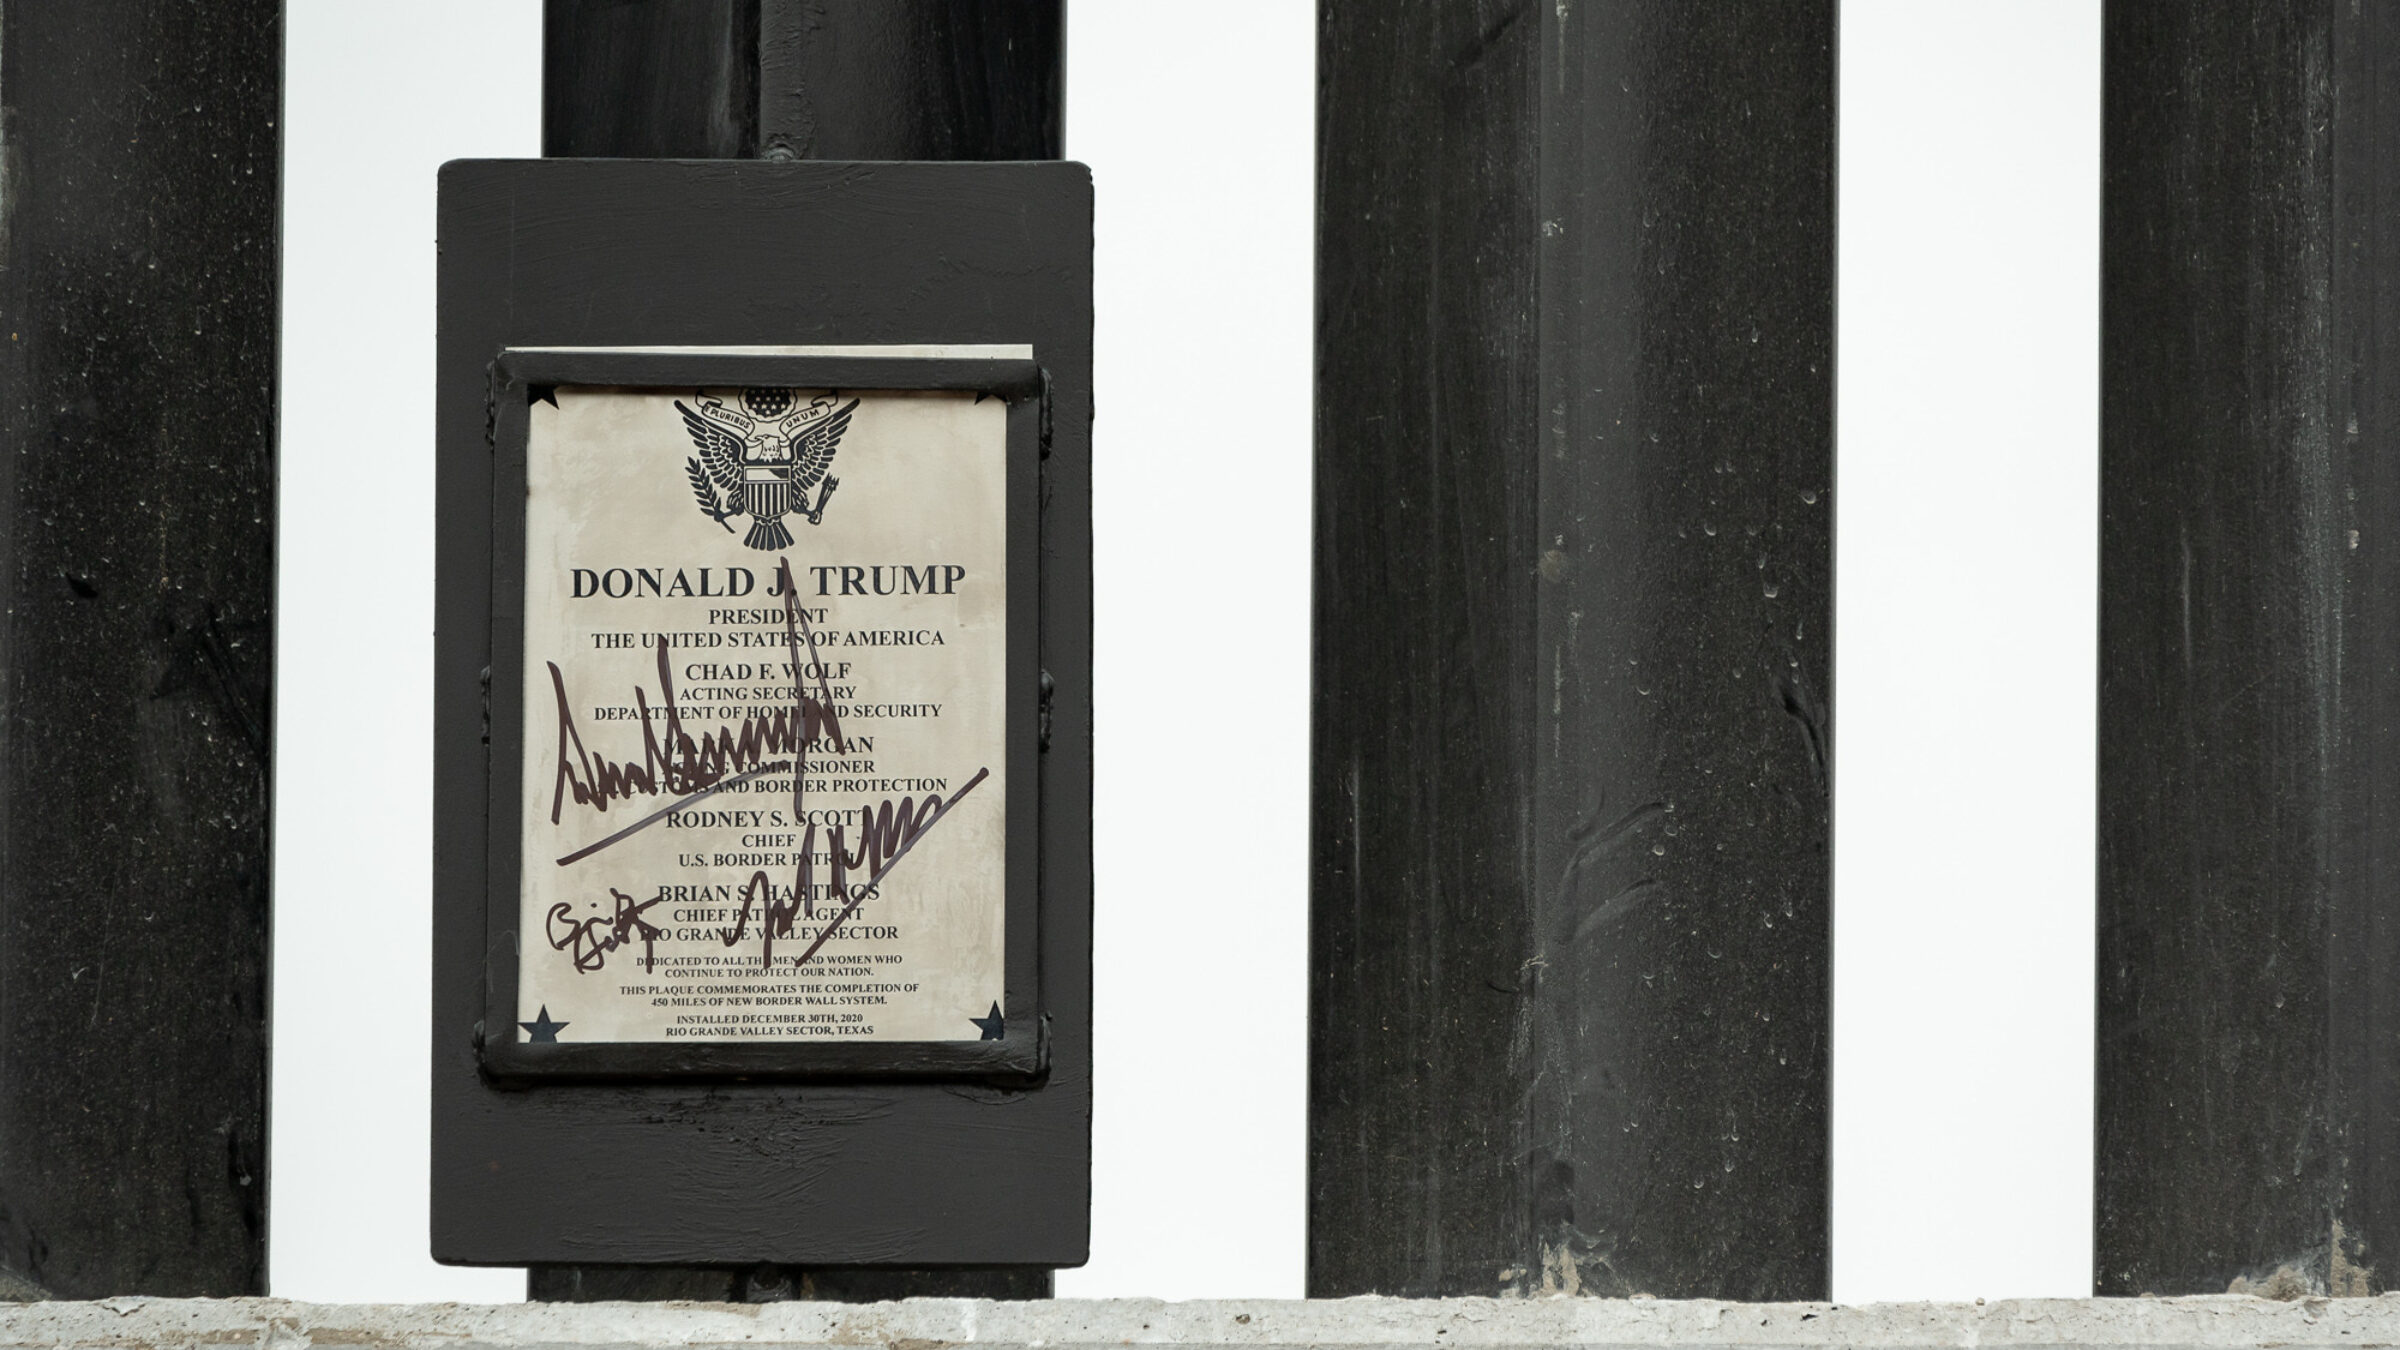 E PLURIBUS UNUM
DONALD J. TRUMP
PRESIDENT
THE UNITED STATES OF AMERICA
CHAD F. WOLF
ACTING SECRETARY
DEPARTMENT OF HOMELAND SECURITY
MORGAN
ACTING COMMISSIONER
CUSTOMS AND BORDER PROTECTION
RODNEY S. SCOTT
CHIEF
U.S. BORDER PATROL
BRIAN S. HASTINGS
CHIEF PATROL AGENT
RIO GRANDE VALLEY SECTOR
DEDICATED TO ALL THE MEN AND WOMEN WHO
CONTINUE TO PROTECT OUR NATION.
THIS PLAQUE COMMEMORATES THE COMPLETION OF
450 MILES OF NEW BORDER WALL SYSTEM.
INSTALLED DECEMBER 30TH, 2020
RIO GRANDE VALLEY SECTOR, TEXAS